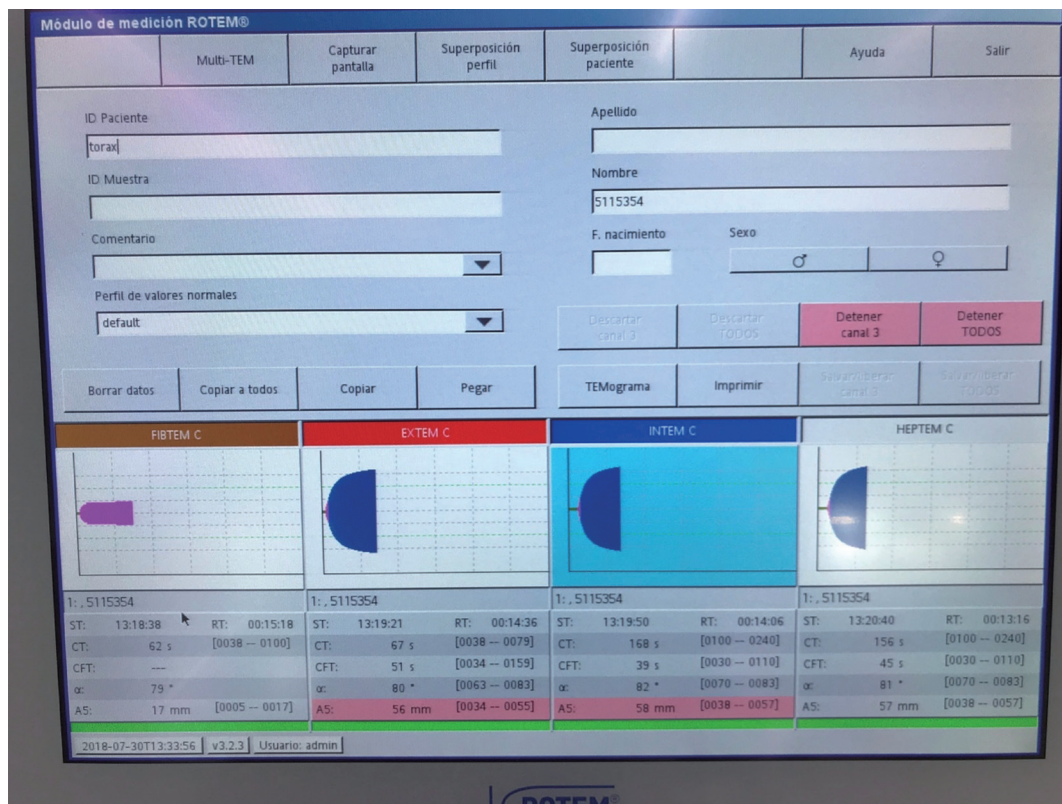 Módulo de medición ROTEM®
Multi-TEM
Capturar
pantalla
Superposición
perfil
Superposición
paciente
Ayuda
Salir
ID Paciente
torax
Apellido
ID Muestra
Nombre
5115354
Comentario
F. nacimiento
Sexo
♂
♀
Perfil de valores normales
default
Descartar
canal 3
Descartar
TODOS
Detener
canal 3
Detener
TODOS
Borrar datos
Copiar a todos
Copiar
Pegar
TEMograma
Imprimir
canal 3
TODOS
FIBTEM C
EXTEM C
INTEM C
HEPTEM C
1: , 5115354
1: , 5115354
1: , 5115354
1: , 5115354
ST: 13:18:38 RT: 00:15:18
CT: 62 s [0038 -- 0100]
CFT: ---
α: 79 °
A5: 17 mm [0005 -- 0017]
ST: 13:19:21 RT: 00:14:36
CT: 67 s [0038 -- 0079]
CFT: 51 s [0034 -- 0159]
α: 80 ° [0063 -- 0083]
A5: 56 mm [0034 -- 0055]
ST: 13:19:50 RT: 00:14:06
CT: 168 s [0100 -- 0240]
CFT: 39 s [0030 -- 0110]
α: 82 ° [0070 -- 0083]
A5: 58 mm [0038 -- 0057]
ST: 13:20:40 RT: 00:13:16
CT: 156 s [0100 -- 0240]
CFT: 45 s [0030 -- 0110]
α: 81 ° [0070 -- 0083]
A5: 57 mm [0038 -- 0057]
2018-07-30T13:33:56 v3.2.3 Usuario: admin
ROTEM®